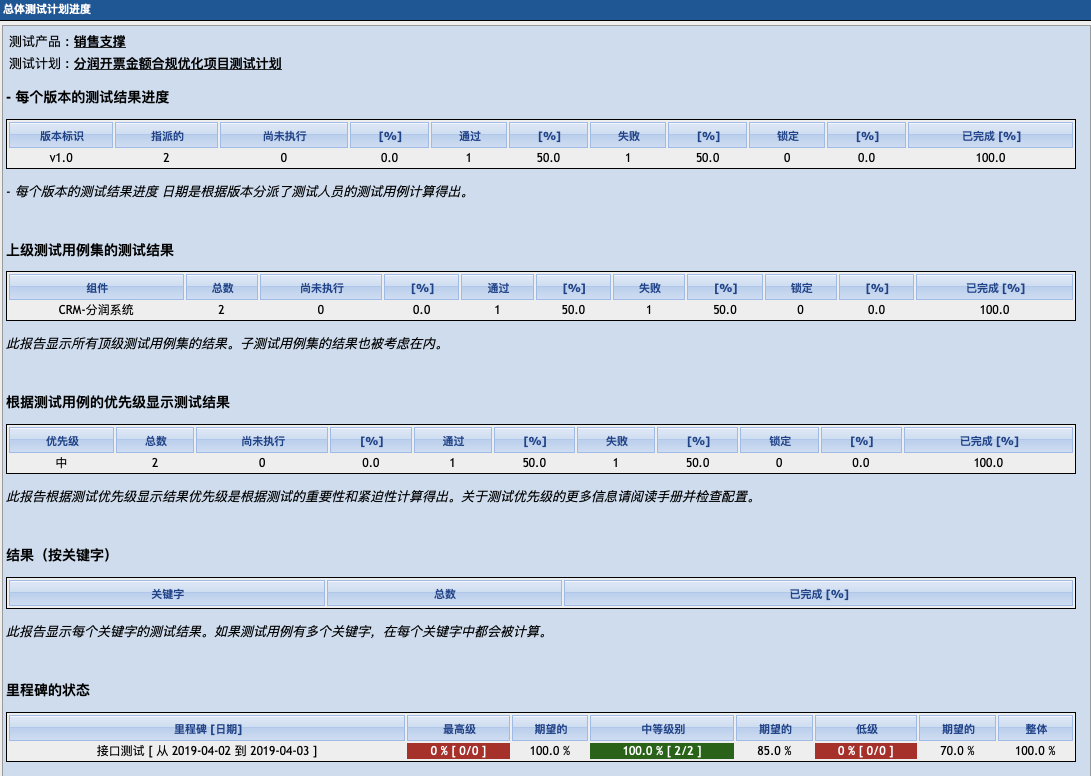 总体测试计划进度
测试产品：销售支撑
测试计划：分润开票金额合规优化项目测试计划
- 每个版本的测试结果进度
版本标识 指派的 尚未执行 [%] 通过 [%] 失败 [%] 锁定 [%] 已完成 [%]
v1.0 2 0 0.0 1 50.0 1 50.0 0 0.0 100.0
- 每个版本的测试结果进度 日期是根据版本分派了测试人员的测试用例计算得出。
上级测试用例集的测试结果
组件 总数 尚未执行 [%] 通过 [%] 失败 [%] 锁定 [%] 已完成 [%]
CRM-分润系统 2 0 0.0 1 50.0 1 50.0 0 0.0 100.0
此报告显示所有顶级测试用例集的结果。子测试用例集的结果也被考虑在内。
根据测试用例的优先级显示测试结果
优先级 总数 尚未执行 [%] 通过 [%] 失败 [%] 锁定 [%] 已完成 [%]
中 2 0 0.0 1 50.0 1 50.0 0 0.0 100.0
此报告根据测试优先级显示结果优先级是根据测试的重要性和紧迫性计算得出。关于测试优先级的更多信息请阅读手册并检查配置。
结果（按关键字）
关键字 总数 已完成 [%]
此报告显示每个关键字的测试结果。如果测试用例有多个关键字，在每个关键字中都会被计算。
里程碑的状态
里程碑 [日期] 最高级 期望的 中等级别 期望的 低级 期望的 整体
接口测试 [ 从 2019-04-02 到 2019-04-03 ] 0 % [ 0/0 ] 100.0 % 100.0 % [ 2/2 ] 85.0 % 0 % [ 0/0 ] 70.0 % 100.0 %